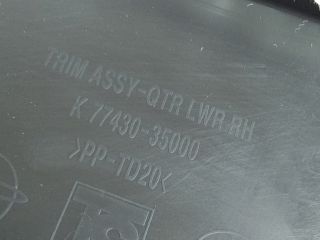 TRIM ASSY-QTR LWR RH
K 77430-35000
>PP-TD20<